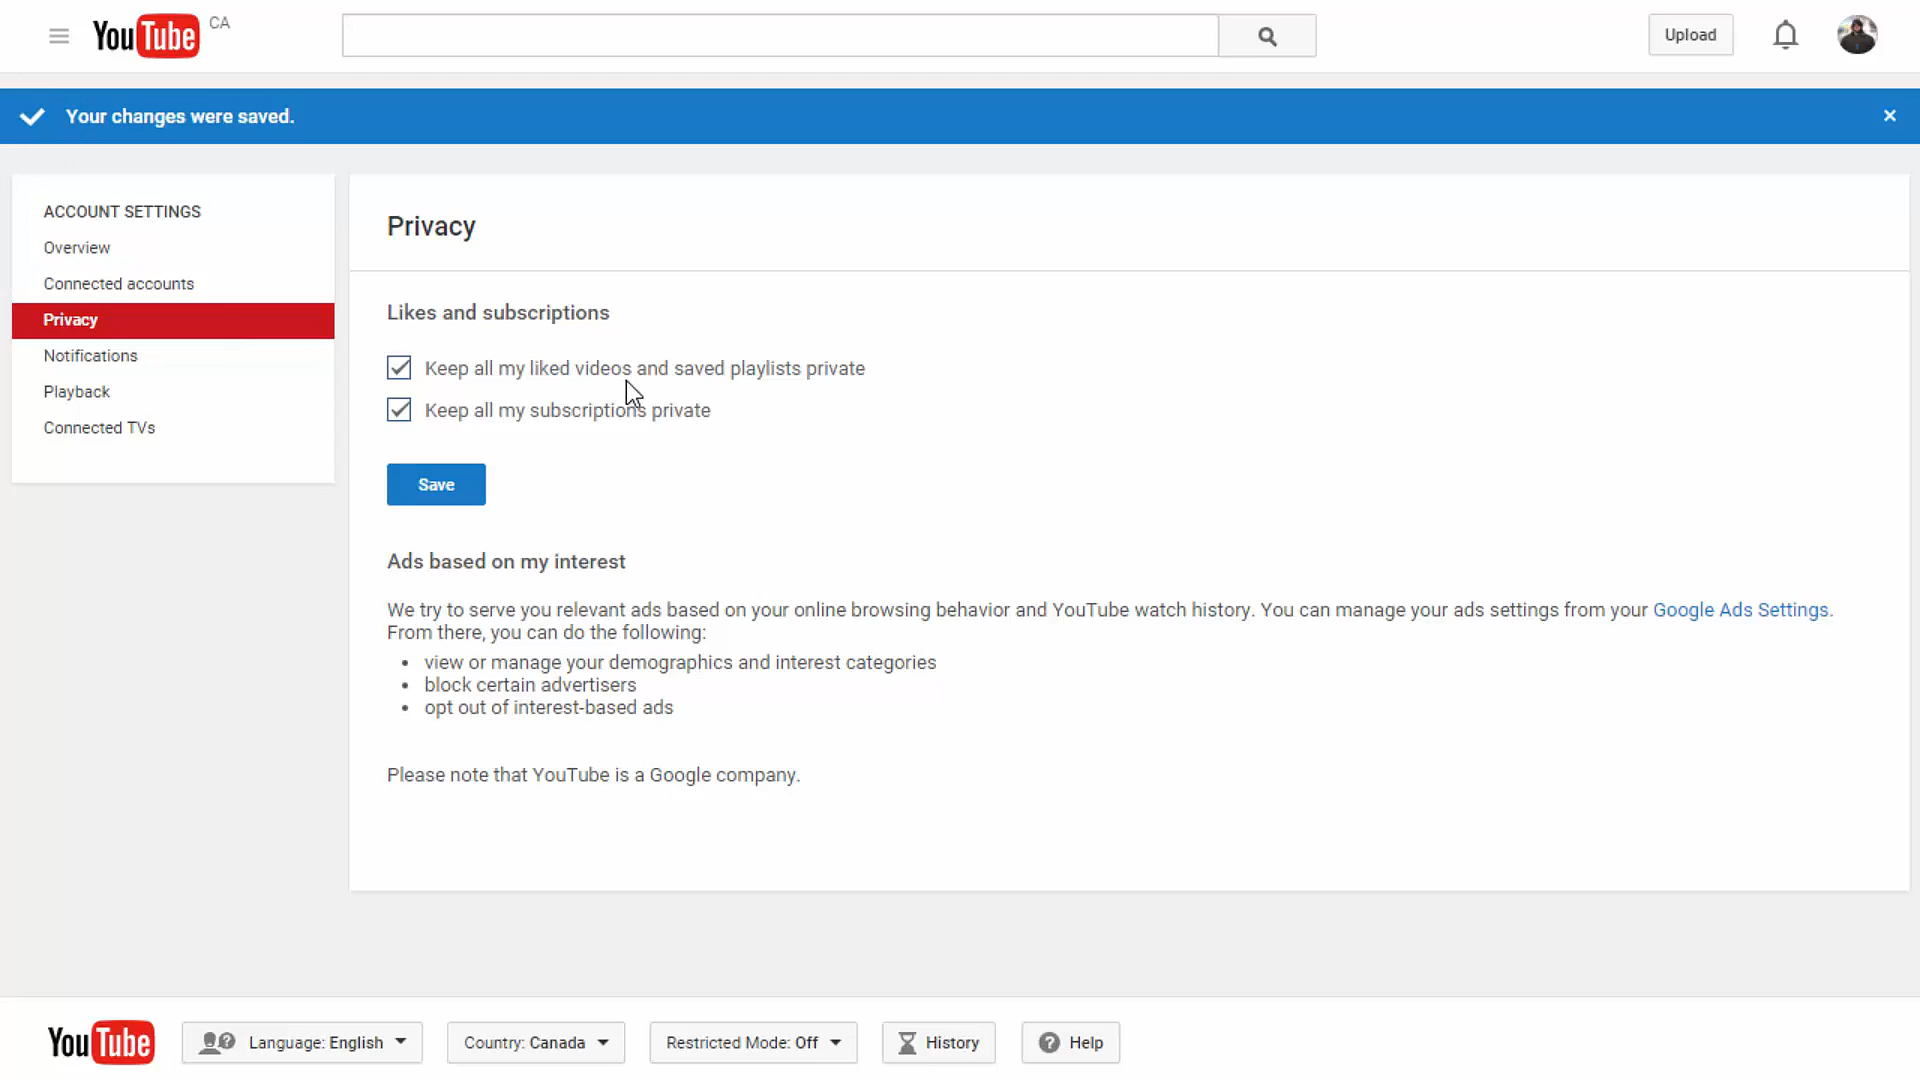 YouTube CA
Upload
Your changes were saved.
ACCOUNT SETTINGS
Overview
Connected accounts
Privacy
Notifications
Playback
Connected TVs
Privacy
Likes and subscriptions
Keep all my liked videos and saved playlists private
Keep all my subscriptions private
Save
Ads based on my interest
We try to serve you relevant ads based on your online browsing behavior and YouTube watch history. You can manage your ads settings from your Google Ads Settings.
From there, you can do the following:
• view or manage your demographics and interest categories
• block certain advertisers
• opt out of interest-based ads
Please note that YouTube is a Google company.
YouTube Language: English Country: Canada Restricted Mode: Off History Help